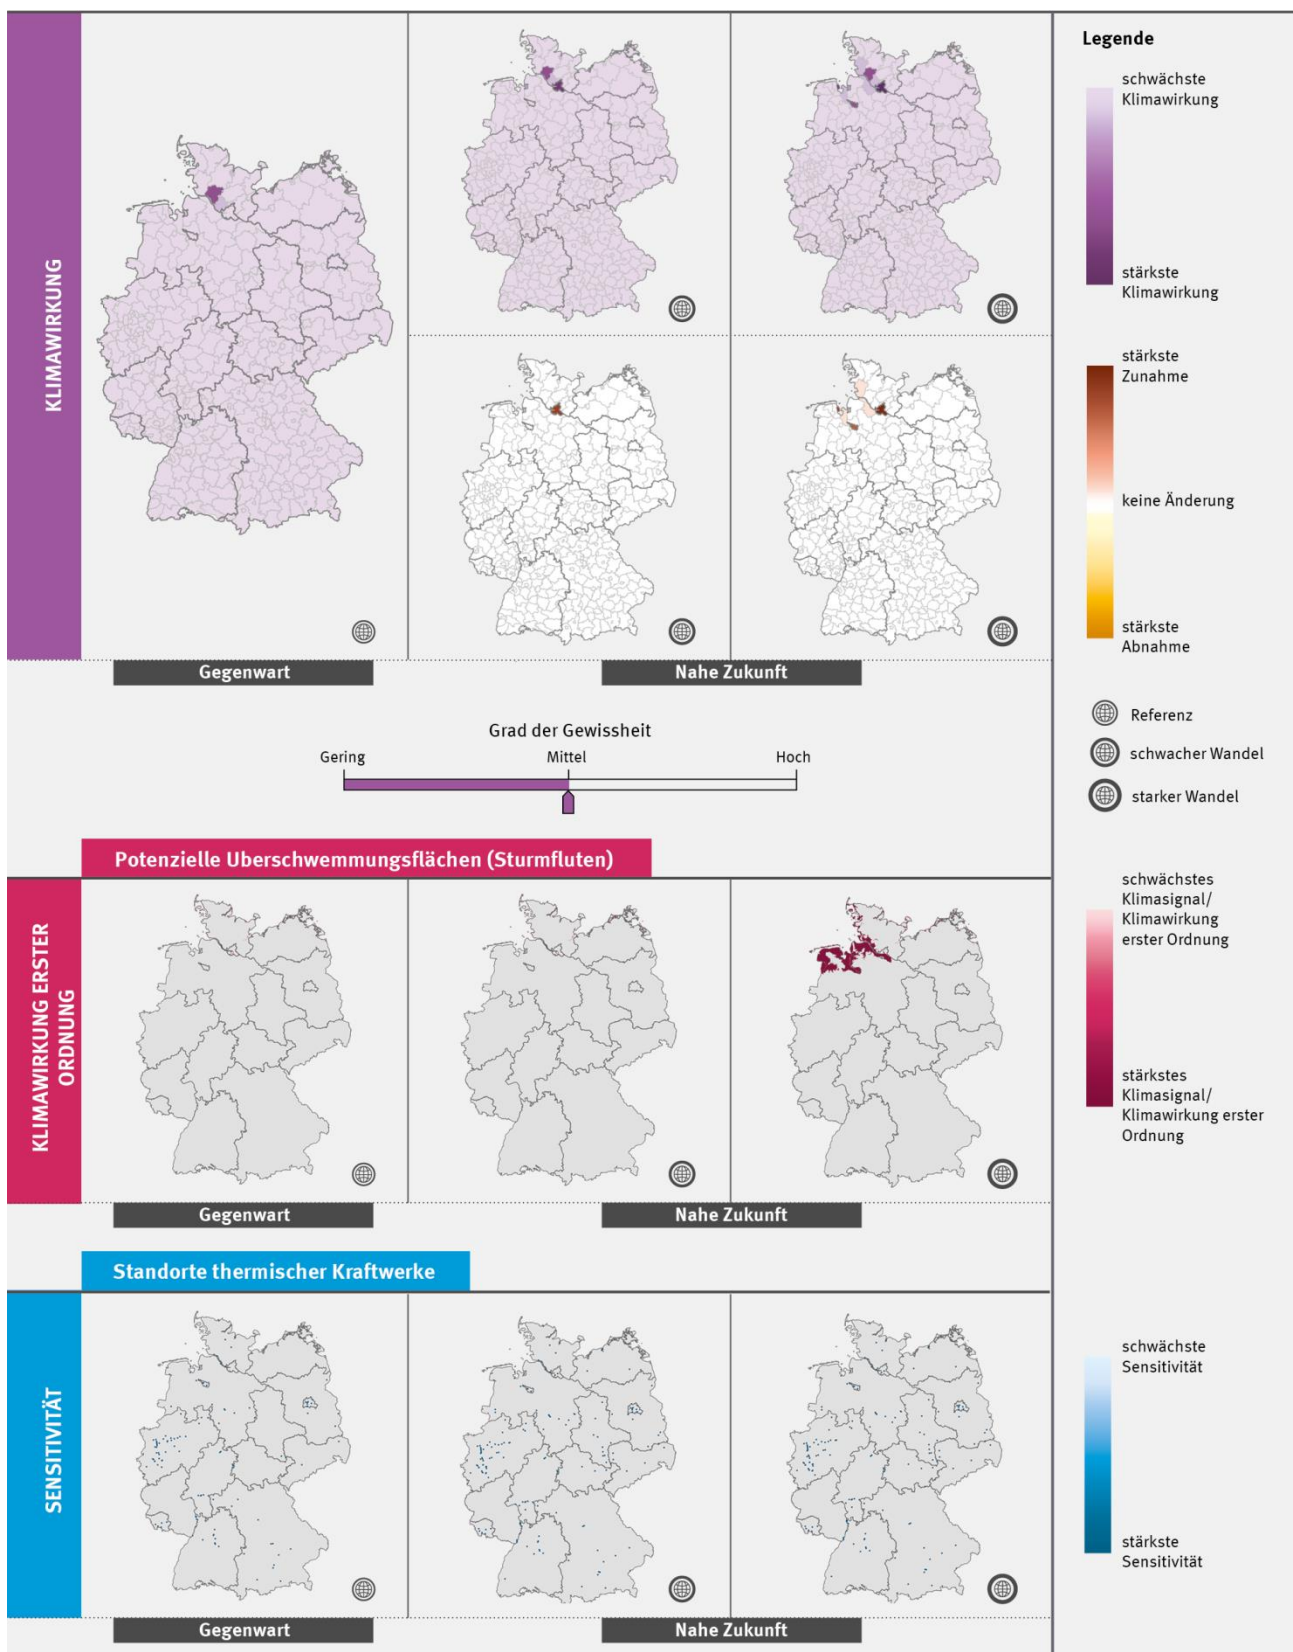 KLIMAWIRKUNG
Gegenwart
Nahe Zukunft
Grad der Gewissheit
Gering
Mittel
Hoch
Potenzielle Uberschwemmungsflächen (Sturmfluten)
KLIMAWIRKUNG ERSTER
ORDNUNG
Gegenwart
Nahe Zukunft
Standorte thermischer Kraftwerke
SENSITIVITÄT
Gegenwart
Nahe Zukunft
Legende
schwächste
Klimawirkung
stärkste
Klimawirkung
stärkste
Zunahme
keine Änderung
stärkste
Abnahme
Referenz
schwacher Wandel
starker Wandel
schwächstes
Klimasignal/
Klimawirkung
erster Ordnung
stärkstes
Klimasignal/
Klimawirkung erster
Ordnung
schwächste
Sensitivität
stärkste
Sensitivität